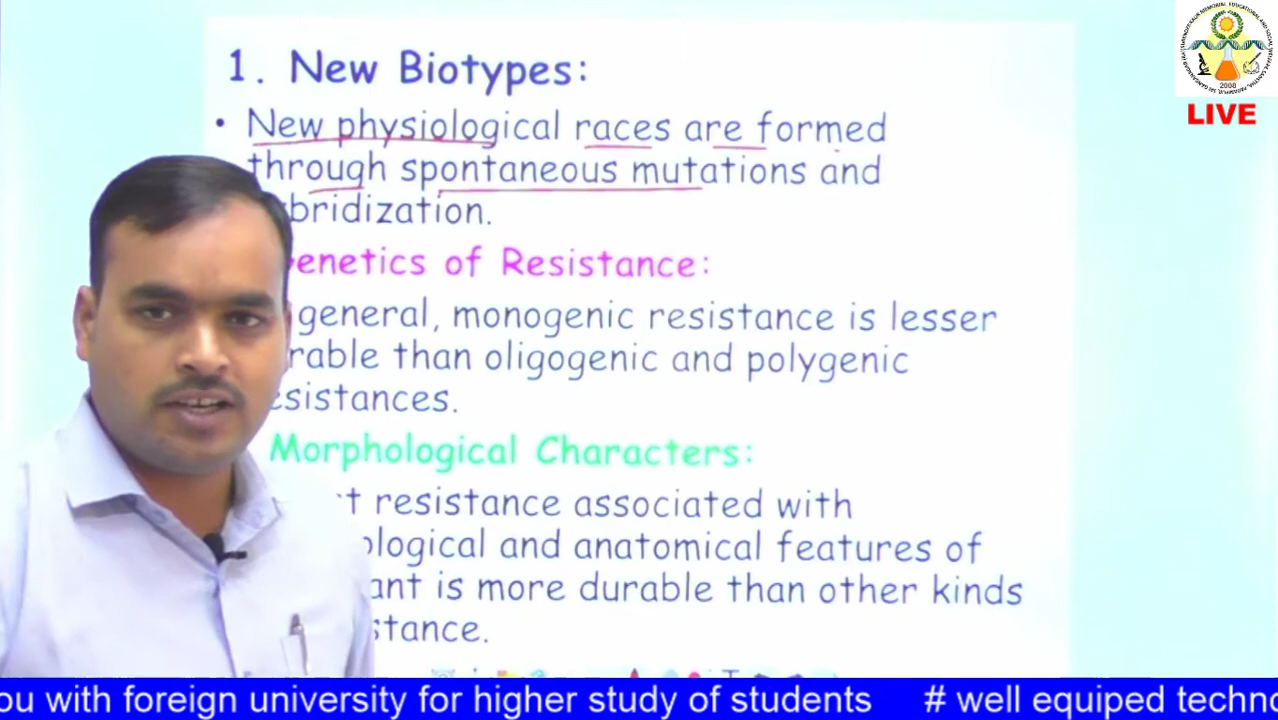 1. New Biotypes:
• New physiological races are formed
through spontaneous mutations and
bridization.
enetics of Resistance:
general, monogenic resistance is lesser
rable than oligogenic and polygenic
esistances.
Morphological Characters:
t resistance associated with
ological and anatomical features of
ant is more durable than other kinds
stance.
2008
LIVE
ou with foreign university for higher study of students # well equiped techno